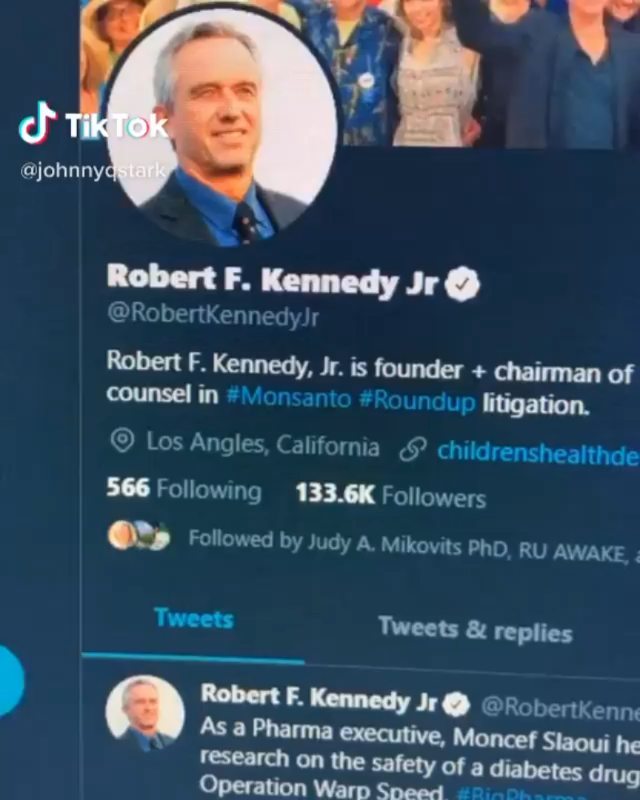 TikTok
@johnnyqstark
Robert F. Kennedy Jr
@RobertKennedyJr
Robert F. Kennedy, Jr. is founder + chairman of
counsel in #Monsanto #Roundup litigation.
Los Angles, California childrenshealthde
566 Following 133.6K Followers
Followed by Judy A. Mikovits PhD, RU AWAKE, a
Tweets Tweets & replies
Robert F. Kennedy Jr @RobertKenne
As a Pharma executive, Moncef Slaoui he
research on the safety of a diabetes drug
Operation Warp Speed. #BigPharma